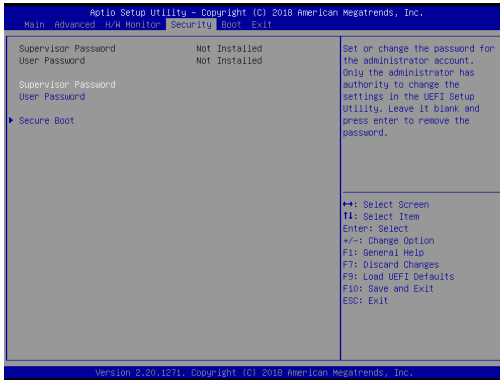 Aptio Setup Utility – Copyright (C) 2018 American Megatrends, Inc.
Main Advanced H/W Monitor Security Boot Exit
Supervisor Password Not Installed
User Password Not Installed
Supervisor Password
User Password
Secure Boot
Set or change the password for
the administrator account.
Only the administrator has
authority to change the
settings in the UEFI Setup
Utility. Leave it blank and
press enter to remove the
password.
↔: Select Screen
↑↓: Select Item
Enter: Select
+/-: Change Option
F1: General Help
F7: Discard Changes
F9: Load UEFI Defaults
F10: Save and Exit
ESC: Exit
Version 2.20.1271. Copyright (C) 2018 American Megatrends, Inc.